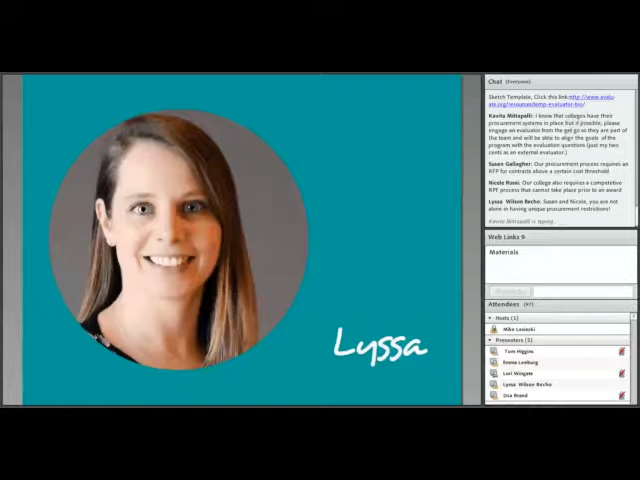 Lyssa
Chat (Everyone)
Sketch Template, Click this link:http://www.evalu-
ate.org/resources/temp-evaluator-bio/
Kavita Mittapalli: I know that colleges have their
procurement systems in place but if possible, please
engage an evaluator from the get go so they are part of
the team and will be able to align the goals of the
program with the evaluation questions (just my two
cents as an external evaluator.)
Susan Gallagher: Our procurement process requires an
RFP for contracts above a certain cost threshold.
Nicole Rossi: Our college also requires a competetive
RPF process that cannot take place prior to an award
Lyssa Wilson Becho: Susan and Nicole, you are not
alone in having unique procurement restrictions!
Kavita Mittapalli is typing...
Web Links 9
Materials
Attendees (97)
Hosts (1)
Mike Lesiecki
Presenters (5)
Tom Higgins
Emma Leeburg
Lori Wingate
Lyssa Wilson Becho
Osa Brand